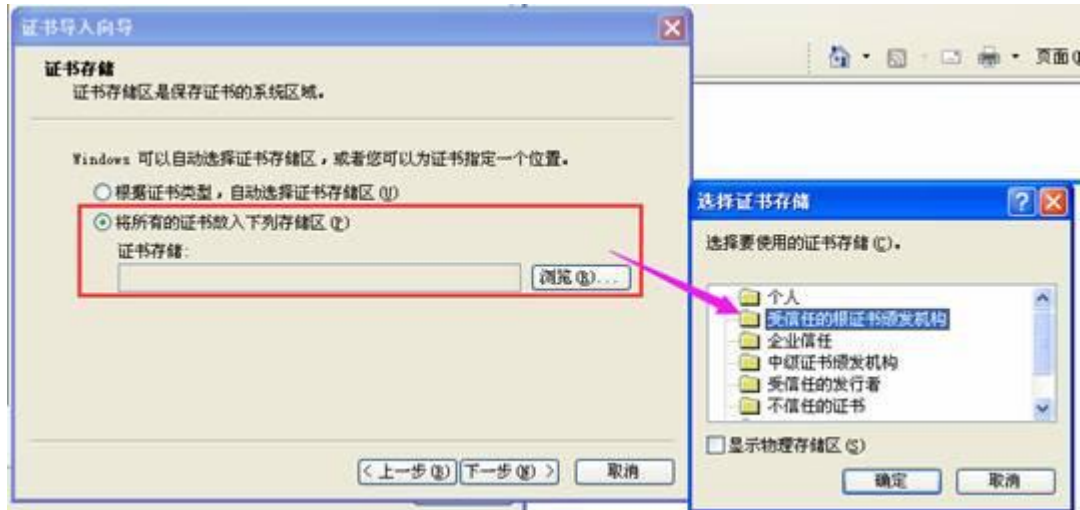 证书导入向导
证书存储
证书存储区是保存证书的系统区域。
Windows 可以自动选择证书存储区，或者您可以为证书指定一个位置。
根据证书类型，自动选择证书存储区(U)
将所有的证书放入下列存储区(P)
证书存储:
浏览(R)...
< 上一步(B)
下一步(N) >
取消
页面(
选择证书存储
选择要使用的证书存储(C)。
个人
受信任的根证书颁发机构
企业信任
中级证书颁发机构
受信任的发行者
不信任的证书
显示物理存储区(S)
确定
取消